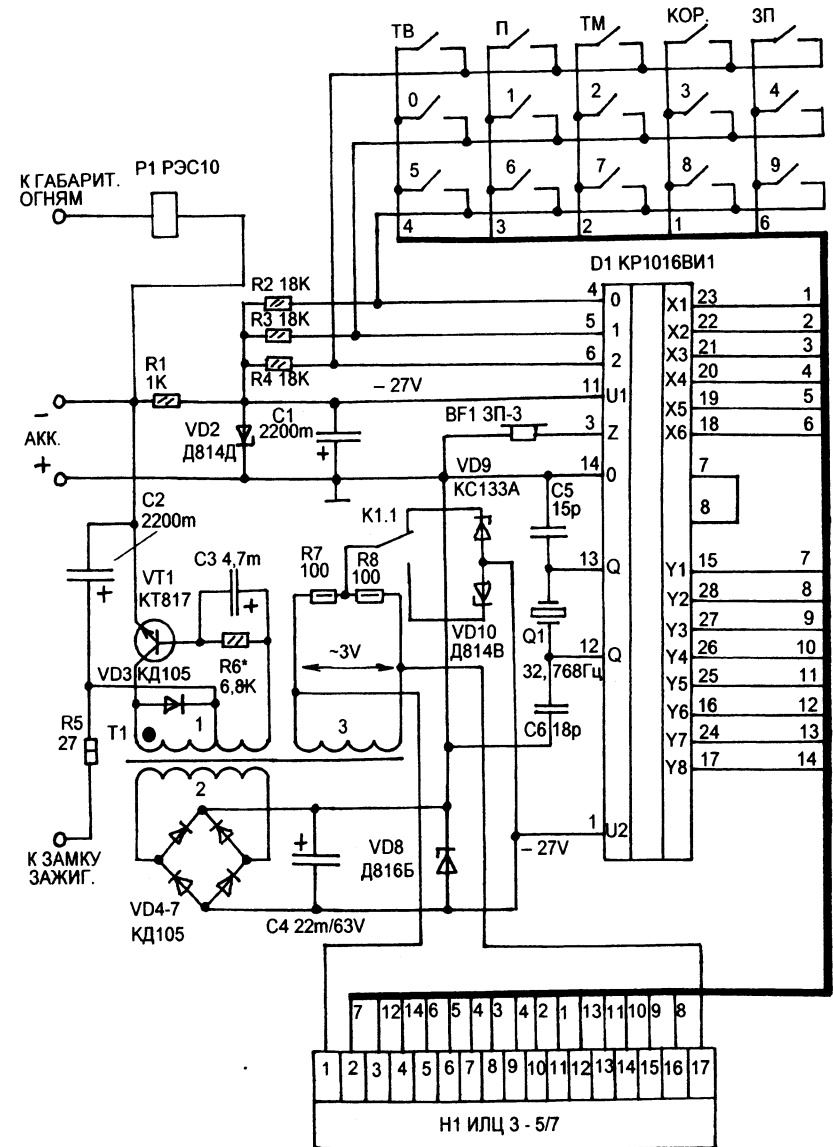 ТВ П ТМ КОР. ЗП
0 1 2 3 4
5 6 7 8 9
4 3 2 1 6
К ГАБАРИТ.
ОГНЯМ
Р1 РЭС10
D1 КР1016ВИ1
R2 18К
R3 18К
R4 18К
R1
1К
– 27V
–
АКК.
+
VD2
Д814Д
C1
2200m
+
BF1 ЗП-3
4 0
5 1
6 2
11 U1
3 Z
14 0
13 Q
12 Q
1 U2
X1 23 1
X2 22 2
X3 21 3
X4 20 4
X5 19 5
X6 18 6
7
8
Y1 15 7
Y2 28 8
Y3 27 9
Y4 26 10
Y5 25 11
Y6 16 12
Y7 24 13
Y8 17 14
C2
2200m
+
VT1
КТ817
C3 4,7m
+
R6*
6,8К
VD3 КД105
R5
27
Т1
1
2
3
R7
100
R8
100
~3V
К1.1
VD9
КС133А
VD10
Д814В
C5
15р
Q1
32,768Гц
C6 18р
К ЗАМКУ
ЗАЖИГ.
VD4-7
КД105
+
C4 22m/63V
VD8
Д816Б
– 27V
7 12 14 6 5 4 3 4 2 1 13 11 10 9 8
1 2 3 4 5 6 7 8 9 10 11 12 13 14 15 16 17
Н1 ИЛЦ 3 - 5/7